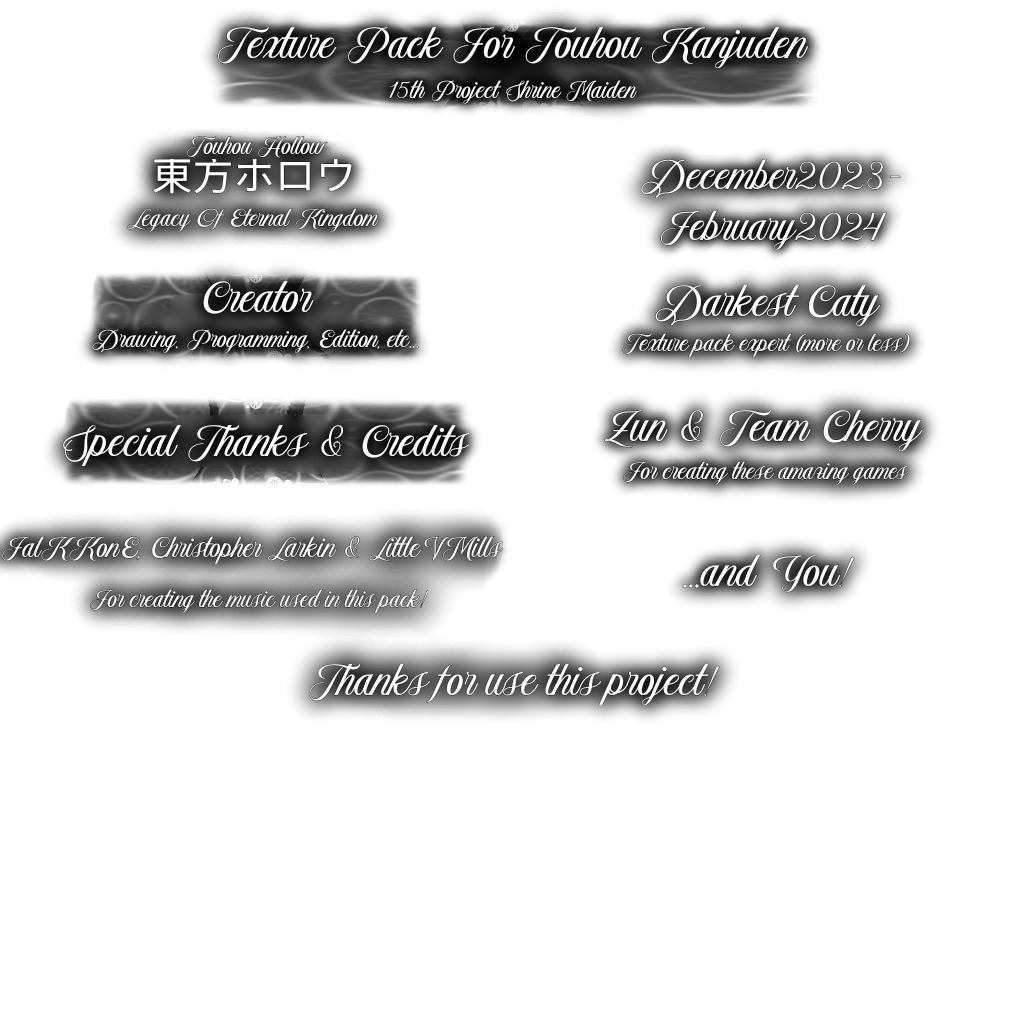 Texture Pack For Touhou Kanjuden
15th Project Shrine Maiden
Touhou Hollow
東方ホロウ
Legacy Of Eternal Kingdom
December2023-
February2024
Creator
Drawing, Programming, Edition, etc...
Darkest Caty
Texture pack expert (more or less)
Special Thanks & Credits
Zun & Team Cherry
For creating these amazing games
FalKKonE, Christopher Larkin & Little V Mills
For creating the music used in this pack!
...and You!
Thanks for use this project!